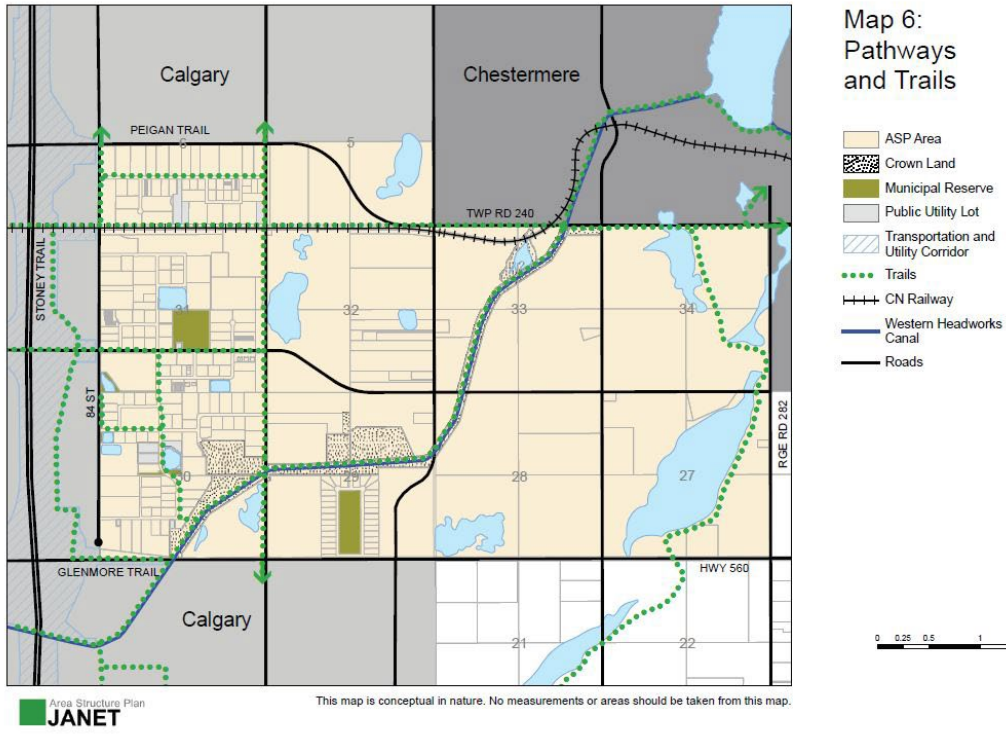 Map 6:
Pathways
and Trails
Calgary
Chestermere
PEIGAN TRAIL
6
5
TWP RD 240
STONEY TRAIL
31
32
33
34
84 ST
RGE RD 282
30
29
28
27
GLENMORE TRAIL
HWY 560
Calgary
21
22
ASP Area
Crown Land
Municipal Reserve
Public Utility Lot
Transportation and
Utility Corridor
Trails
CN Railway
Western Headworks
Canal
Roads
0 0.25 0.5 1
Area Structure Plan
JANET
This map is conceptual in nature. No measurements or areas should be taken from this map.